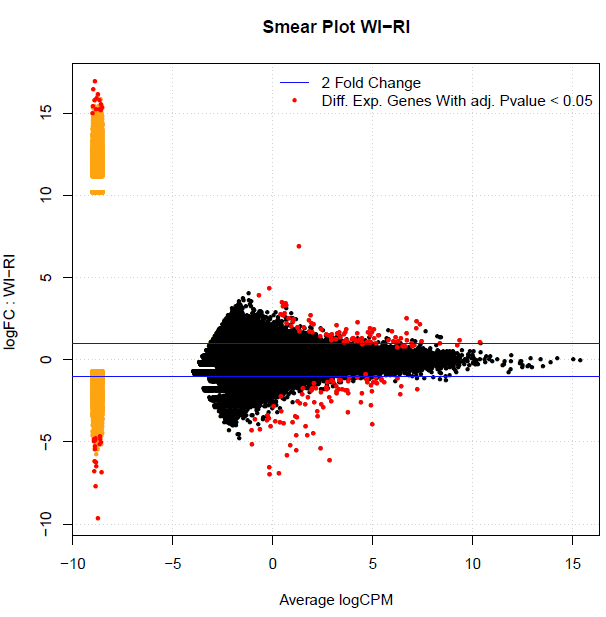 Smear Plot WI−RI
2 Fold Change
Diff. Exp. Genes With adj. Pvalue < 0.05
15
10
5
0
−5
−10
logFC : WI−RI
−10 −5 0 5 10 15
Average logCPM